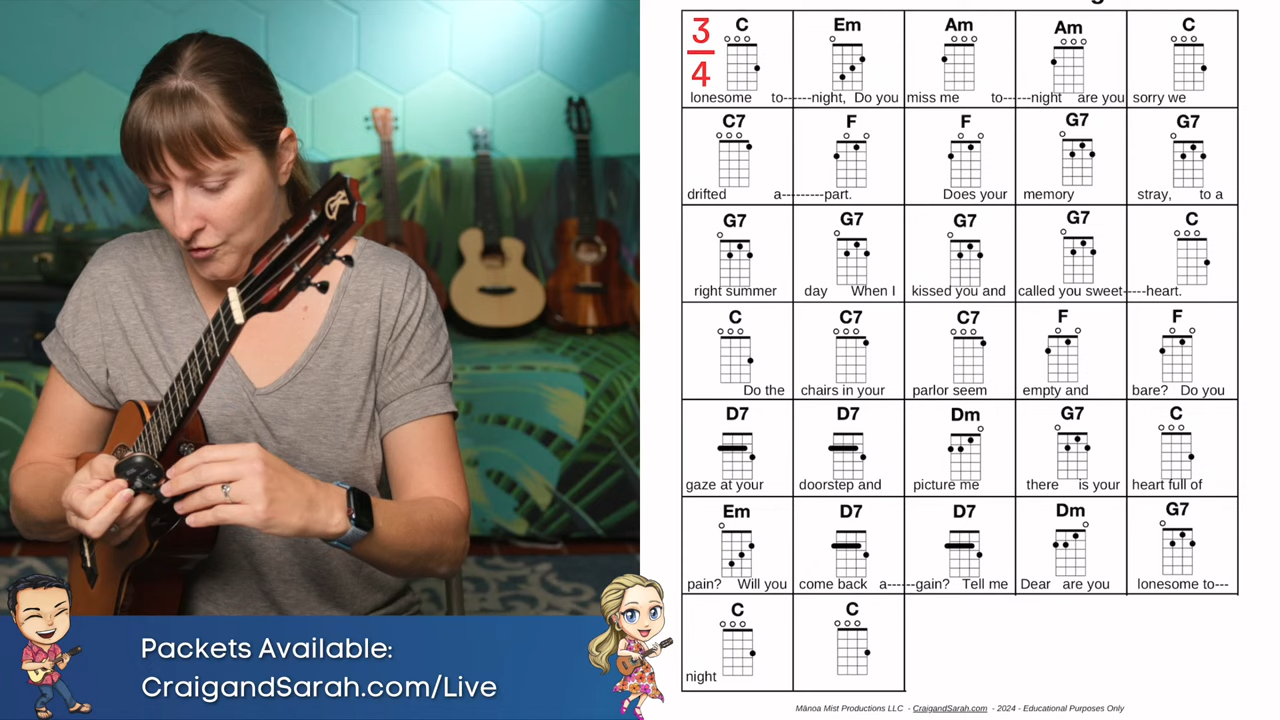 3
4
C Em Am Am C
lonesome to------night, Do you miss me to------night are you sorry we
C7 F F G7 G7
drifted a---------part. Does your memory stray, to a
G7 G7 G7 G7 C
right summer day When I kissed you and called you sweet-----heart.
C C7 C7 F F
Do the chairs in your parlor seem empty and bare? Do you
D7 D7 Dm G7 C
gaze at your doorstep and picture me there is your heart full of
Em D7 D7 Dm G7
pain? Will you come back a------gain? Tell me Dear are you lonesome to---
C C
night
Packets Available:
CraigandSarah.com/Live
Mānoa Mist Productions LLC - CraigandSarah.com - 2024 - Educational Purposes Only